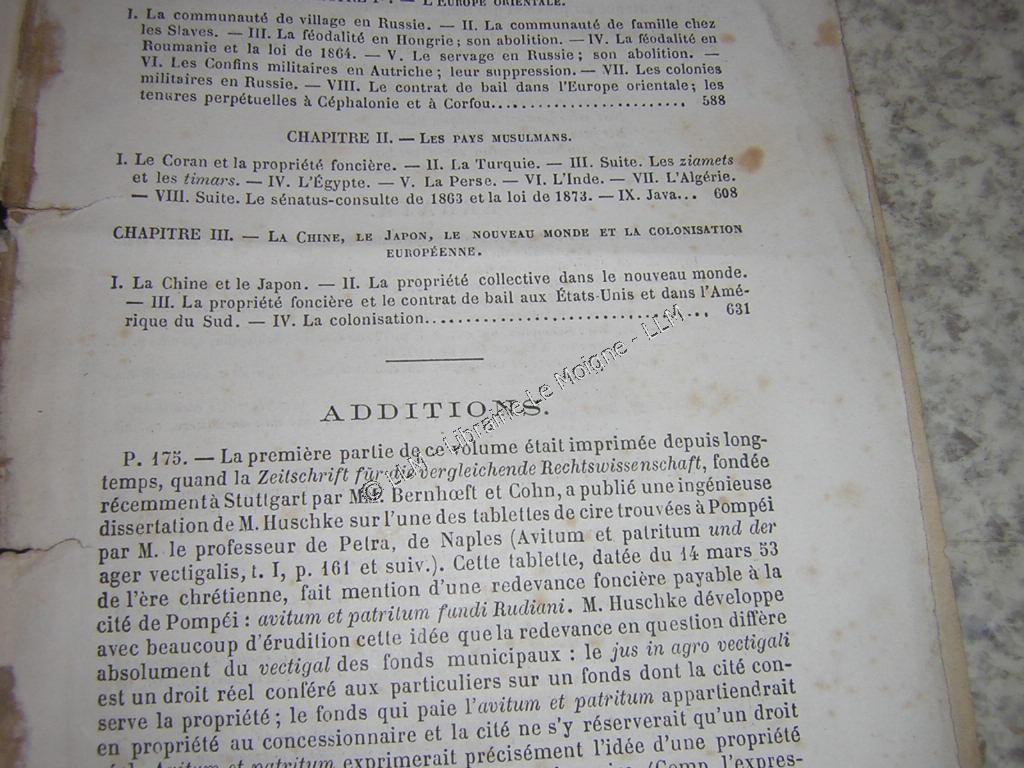 L'EUROPE ORIENTALE.
I. La communauté de village en Russie. — II. La communauté de famille chez
les Slaves. — III. La féodalité en Hongrie; son abolition. — IV. La féodalité en
Roumanie et la loi de 1864. — V. Le servage en Russie; son abolition. —
VI. Les Confins militaires en Autriche; leur suppression. — VII. Les colonies
militaires en Russie. — VIII. Le contrat de bail dans l'Europe orientale; les
tenures perpétuelles à Céphalonie et à Corfou........................ 588
CHAPITRE II. — LES PAYS MUSULMANS.
I. Le Coran et la propriété foncière. — II. La Turquie. — III. Suite. Les ziamets
et les timars. — IV. L'Égypte. — V. La Perse. — VI. L'Inde. — VII. L'Algérie.
— VIII. Suite. Le sénatus-consulte de 1863 et la loi de 1873. — IX. Java... 608
CHAPITRE III. — LA CHINE, LE JAPON, LE NOUVEAU MONDE ET LA COLONISATION
EUROPÉENNE.
I. La Chine et le Japon. — II. La propriété collective dans le nouveau monde.
— III. La propriété foncière et le contrat de bail aux États-Unis et dans l'Amé-
rique du Sud. — IV. La colonisation................................ 631
ADDITIONS.
P. 175. — La première partie de ce volume était imprimée depuis long-
temps, quand la Zeitschrift für die vergleichende Rechtswissenschaft, fondée
récemment à Stuttgart par MM. Bernhœft et Cohn, a publié une ingénieuse
dissertation de M. Huschke sur l'une des tablettes de cire trouvées à Pompéi
par M. le professeur de Petra, de Naples (Avitum et patritum und der
ager vectigalis, t. I, p. 161 et suiv.). Cette tablette, datée du 14 mars 53
de l'ère chrétienne, fait mention d'une redevance foncière payable à la
cité de Pompéi : avitum et patritum fundi Rudiani. M. Huschke développe
avec beaucoup d'érudition cette idée que la redevance en question diffère
absolument du vectigal des fonds municipaux : le jus in agro vectigali
est un droit réel conféré aux particuliers sur un fonds dont la cité con-
serve la propriété; le fonds qui paie l'avitum et patritum appartiendrait
en propriété au concessionnaire et la cité ne s'y réserverait qu'un droit
Avitum et patritum exprimerait précisément l'idée d'une propriété
(Comp. l'expres-
© LLM - Librairie Le Moigne - LLM